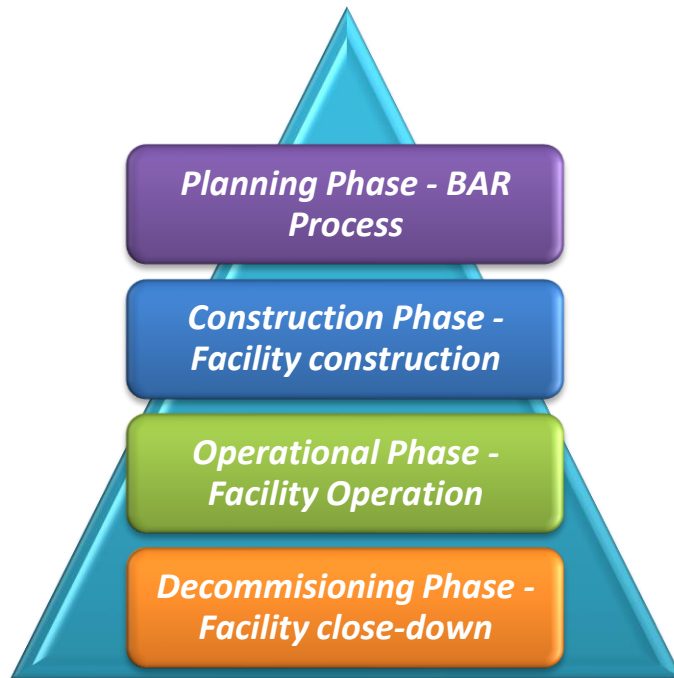 Planning Phase - BAR
Process
Construction Phase -
Facility construction
Operational Phase -
Facility Operation
Decommisioning Phase -
Facility close-down